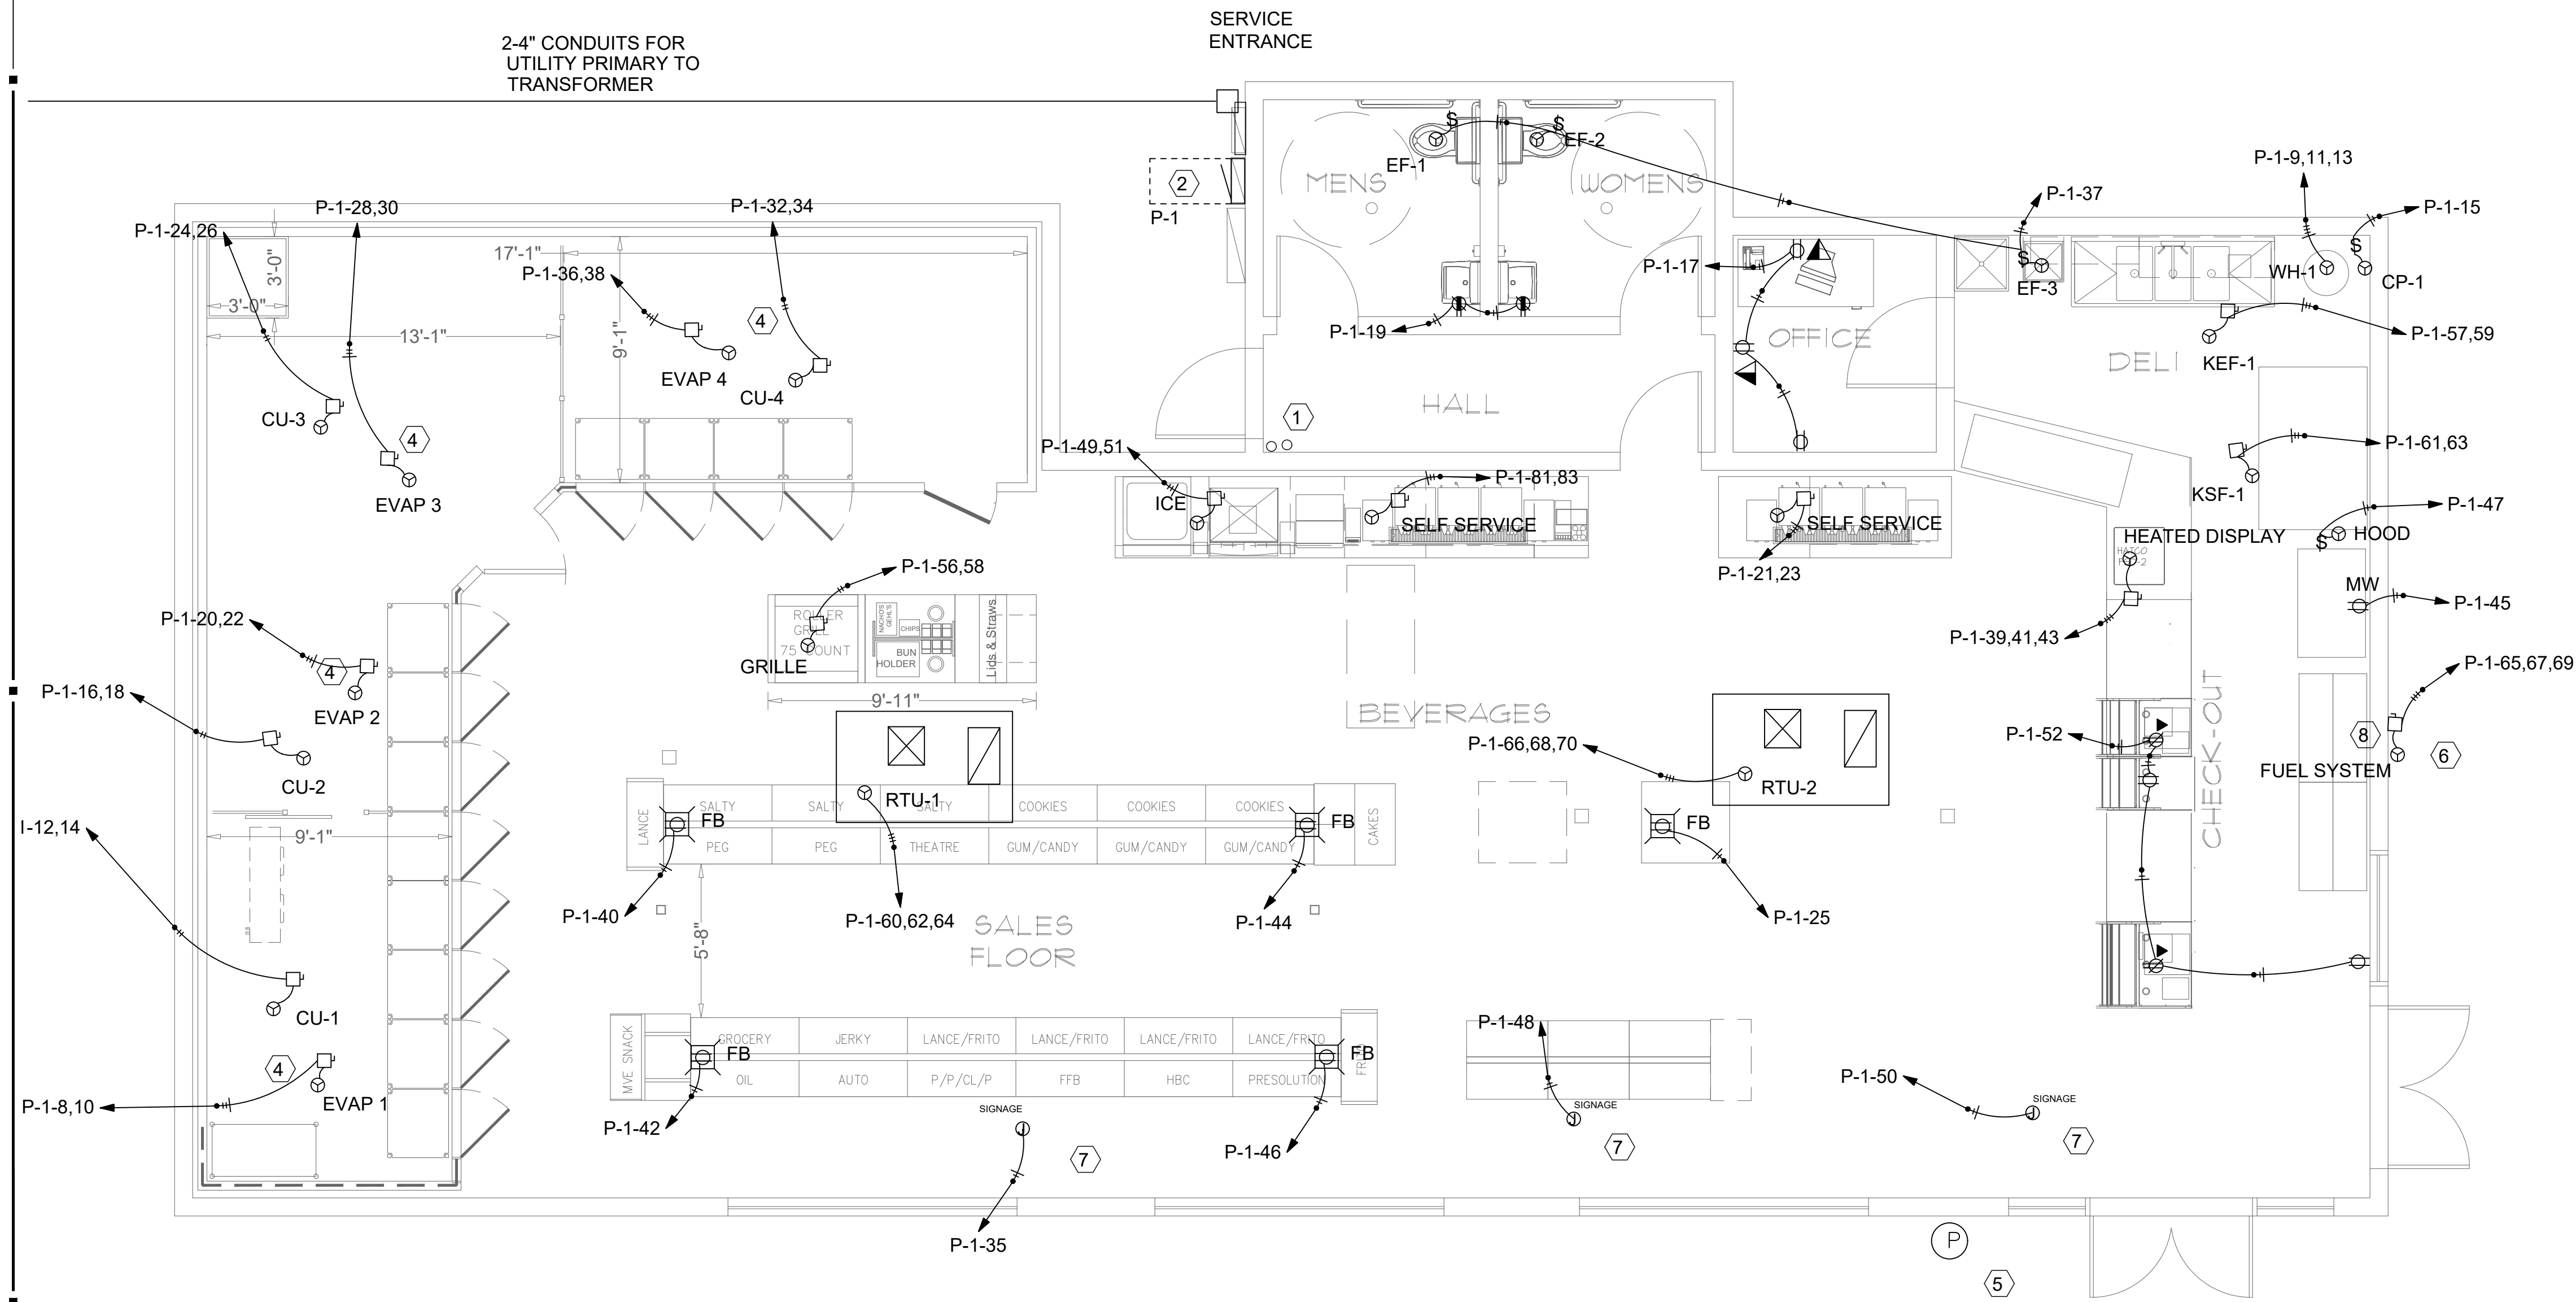 SERVICE
ENTRANCE
2-4" CONDUITS FOR
UTILITY PRIMARY TO
TRANSFORMER
2
P-1
MENS
WOMENS
S
S
EF-1
EF-2
P-1-9,11,13
P-1-37
P-1-15
S
S
WH-1
CP-1
EF-3
P-1-17
P-1-19
OFFICE
HALL
1
DELI
P-1-57,59
KEF-1
P-1-61,63
KSF-1
P-1-47
S
HOOD
P-1-24,26
P-1-28,30
P-1-32,34
17'-1"
P-1-36,38
3'-0"
3'-0"
13'-1"
9'-1"
4
EVAP 4
CU-4
CU-3
4
EVAP 3
P-1-49,51
ICE
P-1-81,83
SELF SERVICE
SELF SERVICE
P-1-21,23
HEATED DISPLAY
HATCO
MW
P-1-45
P-1-39,41,43
P-1-56,58
ROLLER
GRILL
75 COUNT
NACHO'S
GEHL'S
CHIPS
BUN
HOLDER
Lids & Straws
GRILLE
9'-11"
P-1-20,22
4
EVAP 2
P-1-16,18
CU-2
BEVERAGES
P-1-66,68,70
RTU-2
RTU-1
P-1-52
CHECK-OUT
P-1-65,67,69
8
6
FUEL SYSTEM
I-12,14
9'-1"
LANCE
SALTY
SALTY
SALTY
COOKIES
COOKIES
COOKIES
CAKES
FB
FB
FB
PEG
PEG
THEATRE
GUM/CANDY
GUM/CANDY
GUM/CANDY
P-1-40
P-1-60,62,64
P-1-44
P-1-25
5'-8"
SALES
FLOOR
CU-1
4
EVAP 1
P-1-8,10
MVE SNACK
GROCERY
JERKY
LANCE/FRITO
LANCE/FRITO
LANCE/FRITO
LANCE/FRITO
FB
FB
FRITO
OIL
AUTO
P/P/CL/P
FFB
HBC
PRESOLUTION
P-1-42
P-1-46
P-1-48
P-1-50
SIGNAGE
SIGNAGE
SIGNAGE
J
J
J
7
7
7
P-1-35
P
5